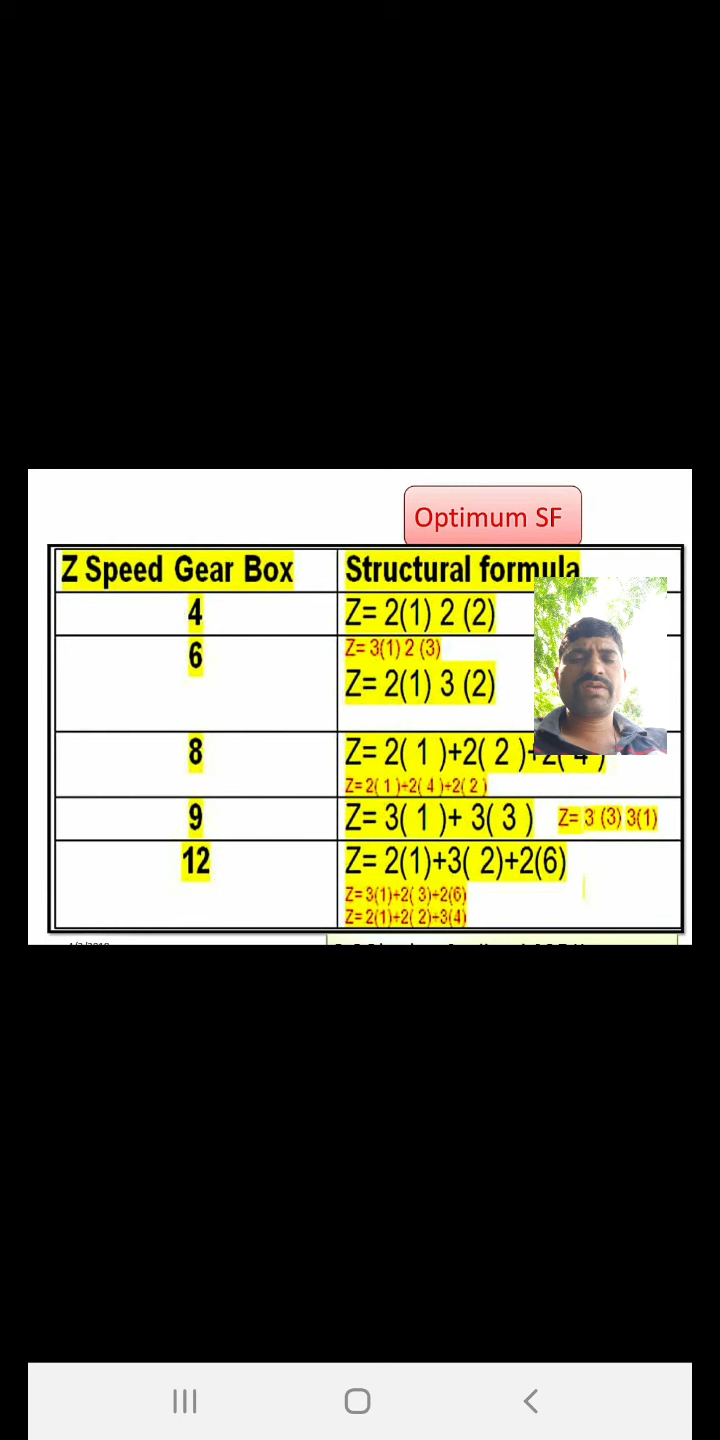 Optimum SF
Z Speed Gear Box Structural formula
4 Z= 2(1) 2 (2)
6 Z= 3(1) 2 (3)
Z= 2(1) 3 (2)
8 Z= 2( 1 )+2( 2 )+2( 4 )
Z= 2( 1 )+2( 4 )+2( 2 )
9 Z= 3( 1 )+ 3( 3 ) Z= 3 (3) 3(1)
12 Z= 2(1)+3( 2)+2(6)
Z= 3(1)+2( 3)+2(6)
Z= 2(1)+2( 2)+3(4)